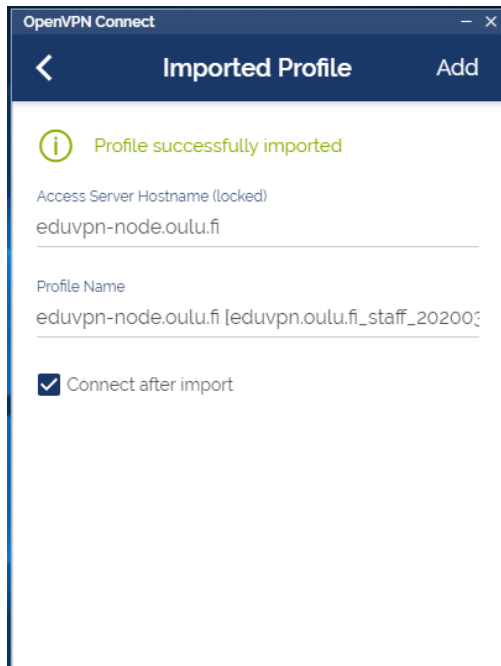 OpenVPN Connect
Imported Profile
Add
Profile successfully imported
Access Server Hostname (locked)
eduvpn-node.oulu.fi
Profile Name
eduvpn-node.oulu.fi [eduvpn.oulu.fi_staff_202003
Connect after import